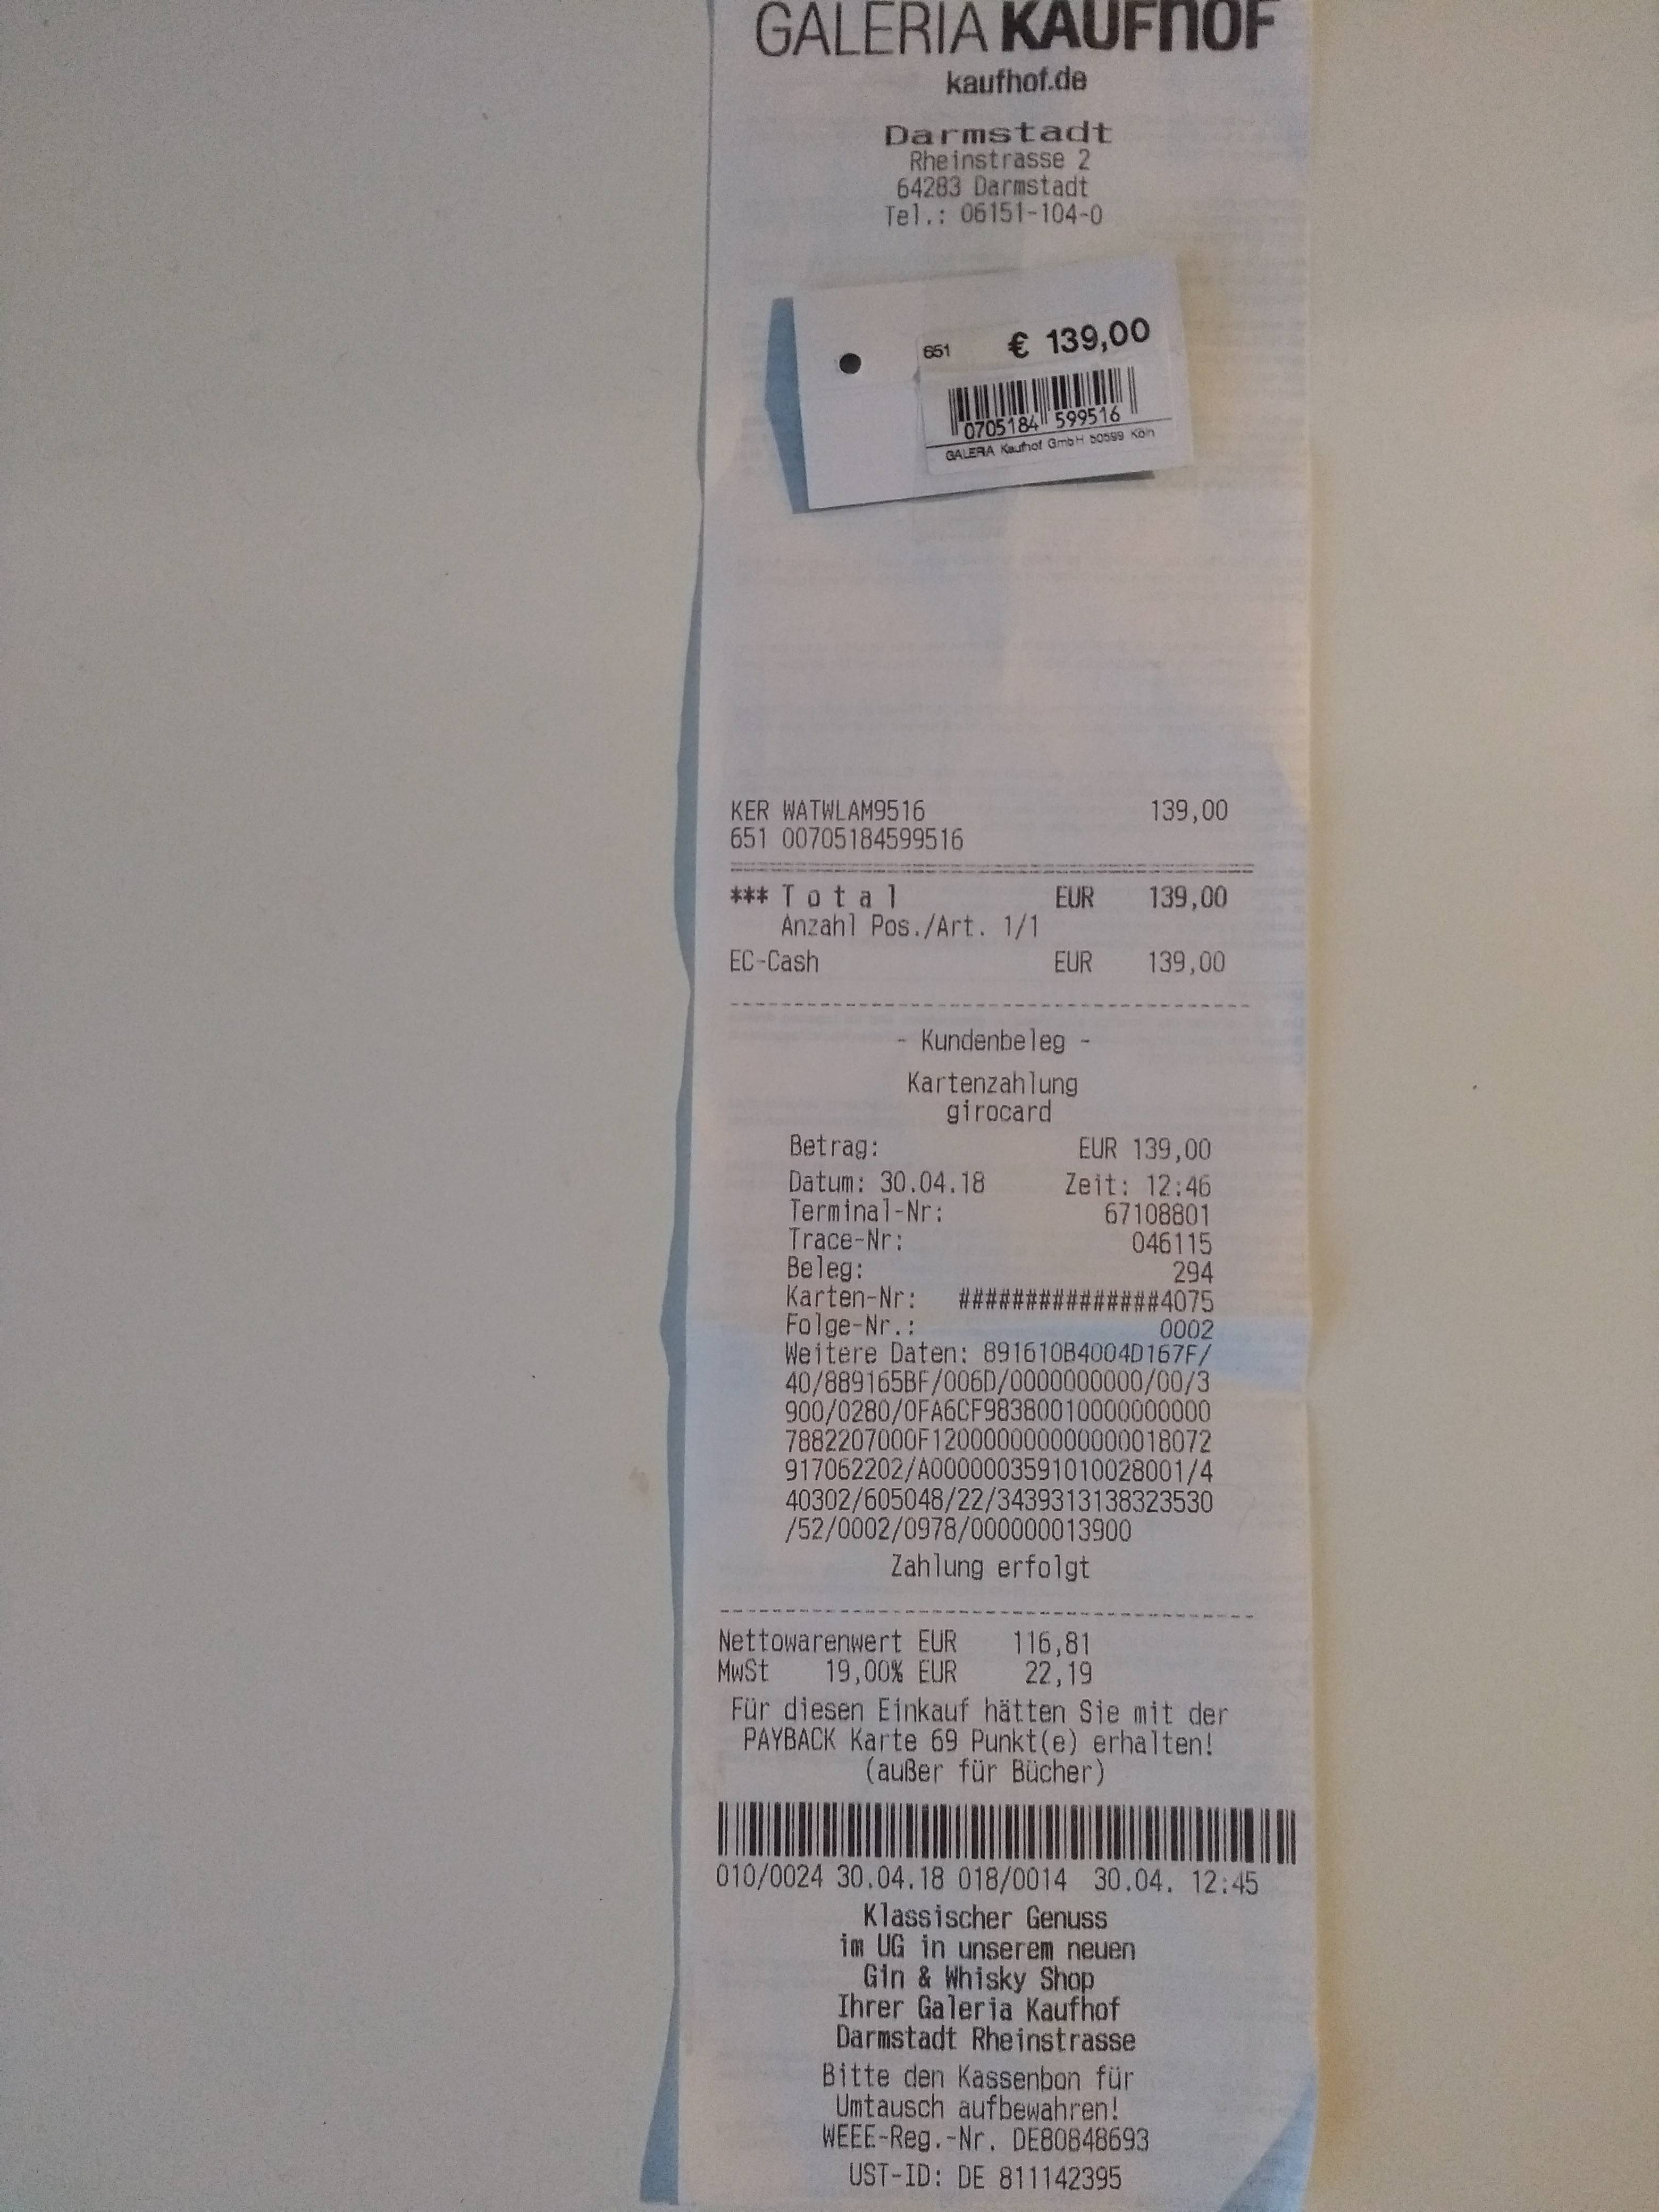 GALERIA KAUFHOF
kaufhof.de
Darmstadt
Rheinstrasse 2
64283 Darmstadt
Tel.: 06151-104-0
651 € 139,00
0705184 599516
GALERIA Kaufhof GmbH 50599 Köln
KER WATWLAM9516 139,00
651 00705184599516
*** Total EUR 139,00
Anzahl Pos./Art. 1/1
EC-Cash EUR 139,00
- Kundenbeleg -
Kartenzahlung
girocard
Betrag: EUR 139,00
Datum: 30.04.18 Zeit: 12:46
Terminal-Nr: 67108801
Trace-Nr: 046115
Beleg: 294
Karten-Nr: ###############4075
Folge-Nr.: 0002
Weitere Daten: 891610B4004D167F/
40/889165BF/006D/0000000000/00/3
900/0280/0FA6CF98380010000000000
7882207000F120000000000000018072
917062202/A0000003591010028001/4
40302/605048/22/3439313138323530
/52/0002/0978/000000013900
Zahlung erfolgt
Nettowarenwert EUR 116,81
MwSt 19,00% EUR 22,19
Für diesen Einkauf hätten Sie mit der
PAYBACK Karte 69 Punkt(e) erhalten!
(außer für Bücher)
010/0024 30.04.18 018/0014 30.04. 12:45
Klassischer Genuss
im UG in unserem neuen
Gin & Whisky Shop
Ihrer Galeria Kaufhof
Darmstadt Rheinstrasse
Bitte den Kassenbon für
Umtausch aufbewahren!
WEEE-Reg.-Nr. DE80848693
UST-ID: DE 811142395